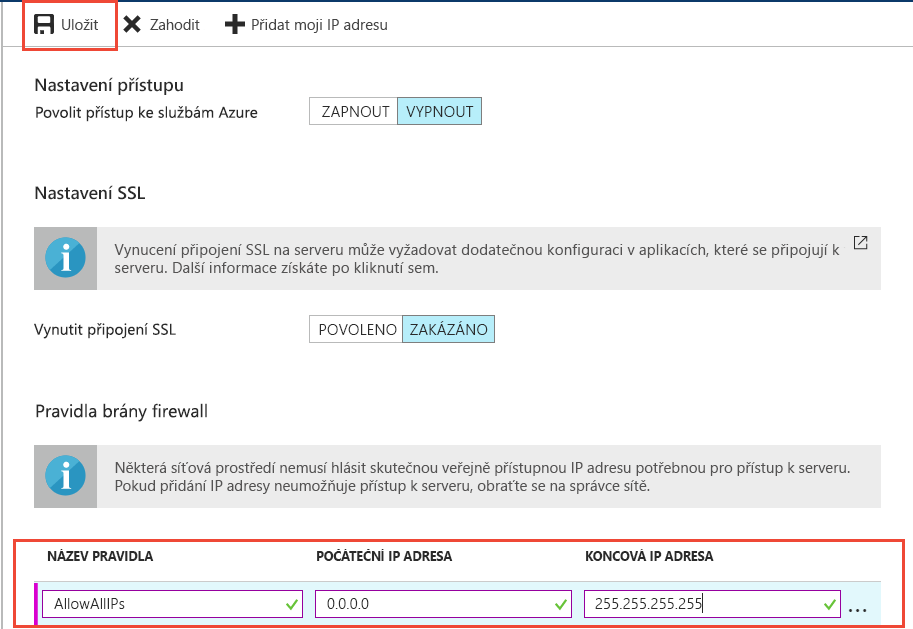 Uložit Zahodit Přidat moji IP adresu
Nastavení přístupu
Povolit přístup ke službám Azure ZAPNOUT VYPNOUT
Nastavení SSL
Vynucení připojení SSL na serveru může vyžadovat dodatečnou konfiguraci v aplikacích, které se připojují k
serveru. Další informace získáte po kliknutí sem.
Vynutit připojení SSL POVOLENO ZAKÁZÁNO
Pravidla brány firewall
Některá síťová prostředí nemusí hlásit skutečnou veřejně přístupnou IP adresu potřebnou pro přístup k serveru.
Pokud přidání IP adresy neumožňuje přístup k serveru, obraťte se na správce sítě.
NÁZEV PRAVIDLA POČÁTEČNÍ IP ADRESA KONCOVÁ IP ADRESA
AllowAllIPs 0.0.0.0 255.255.255.255 ...